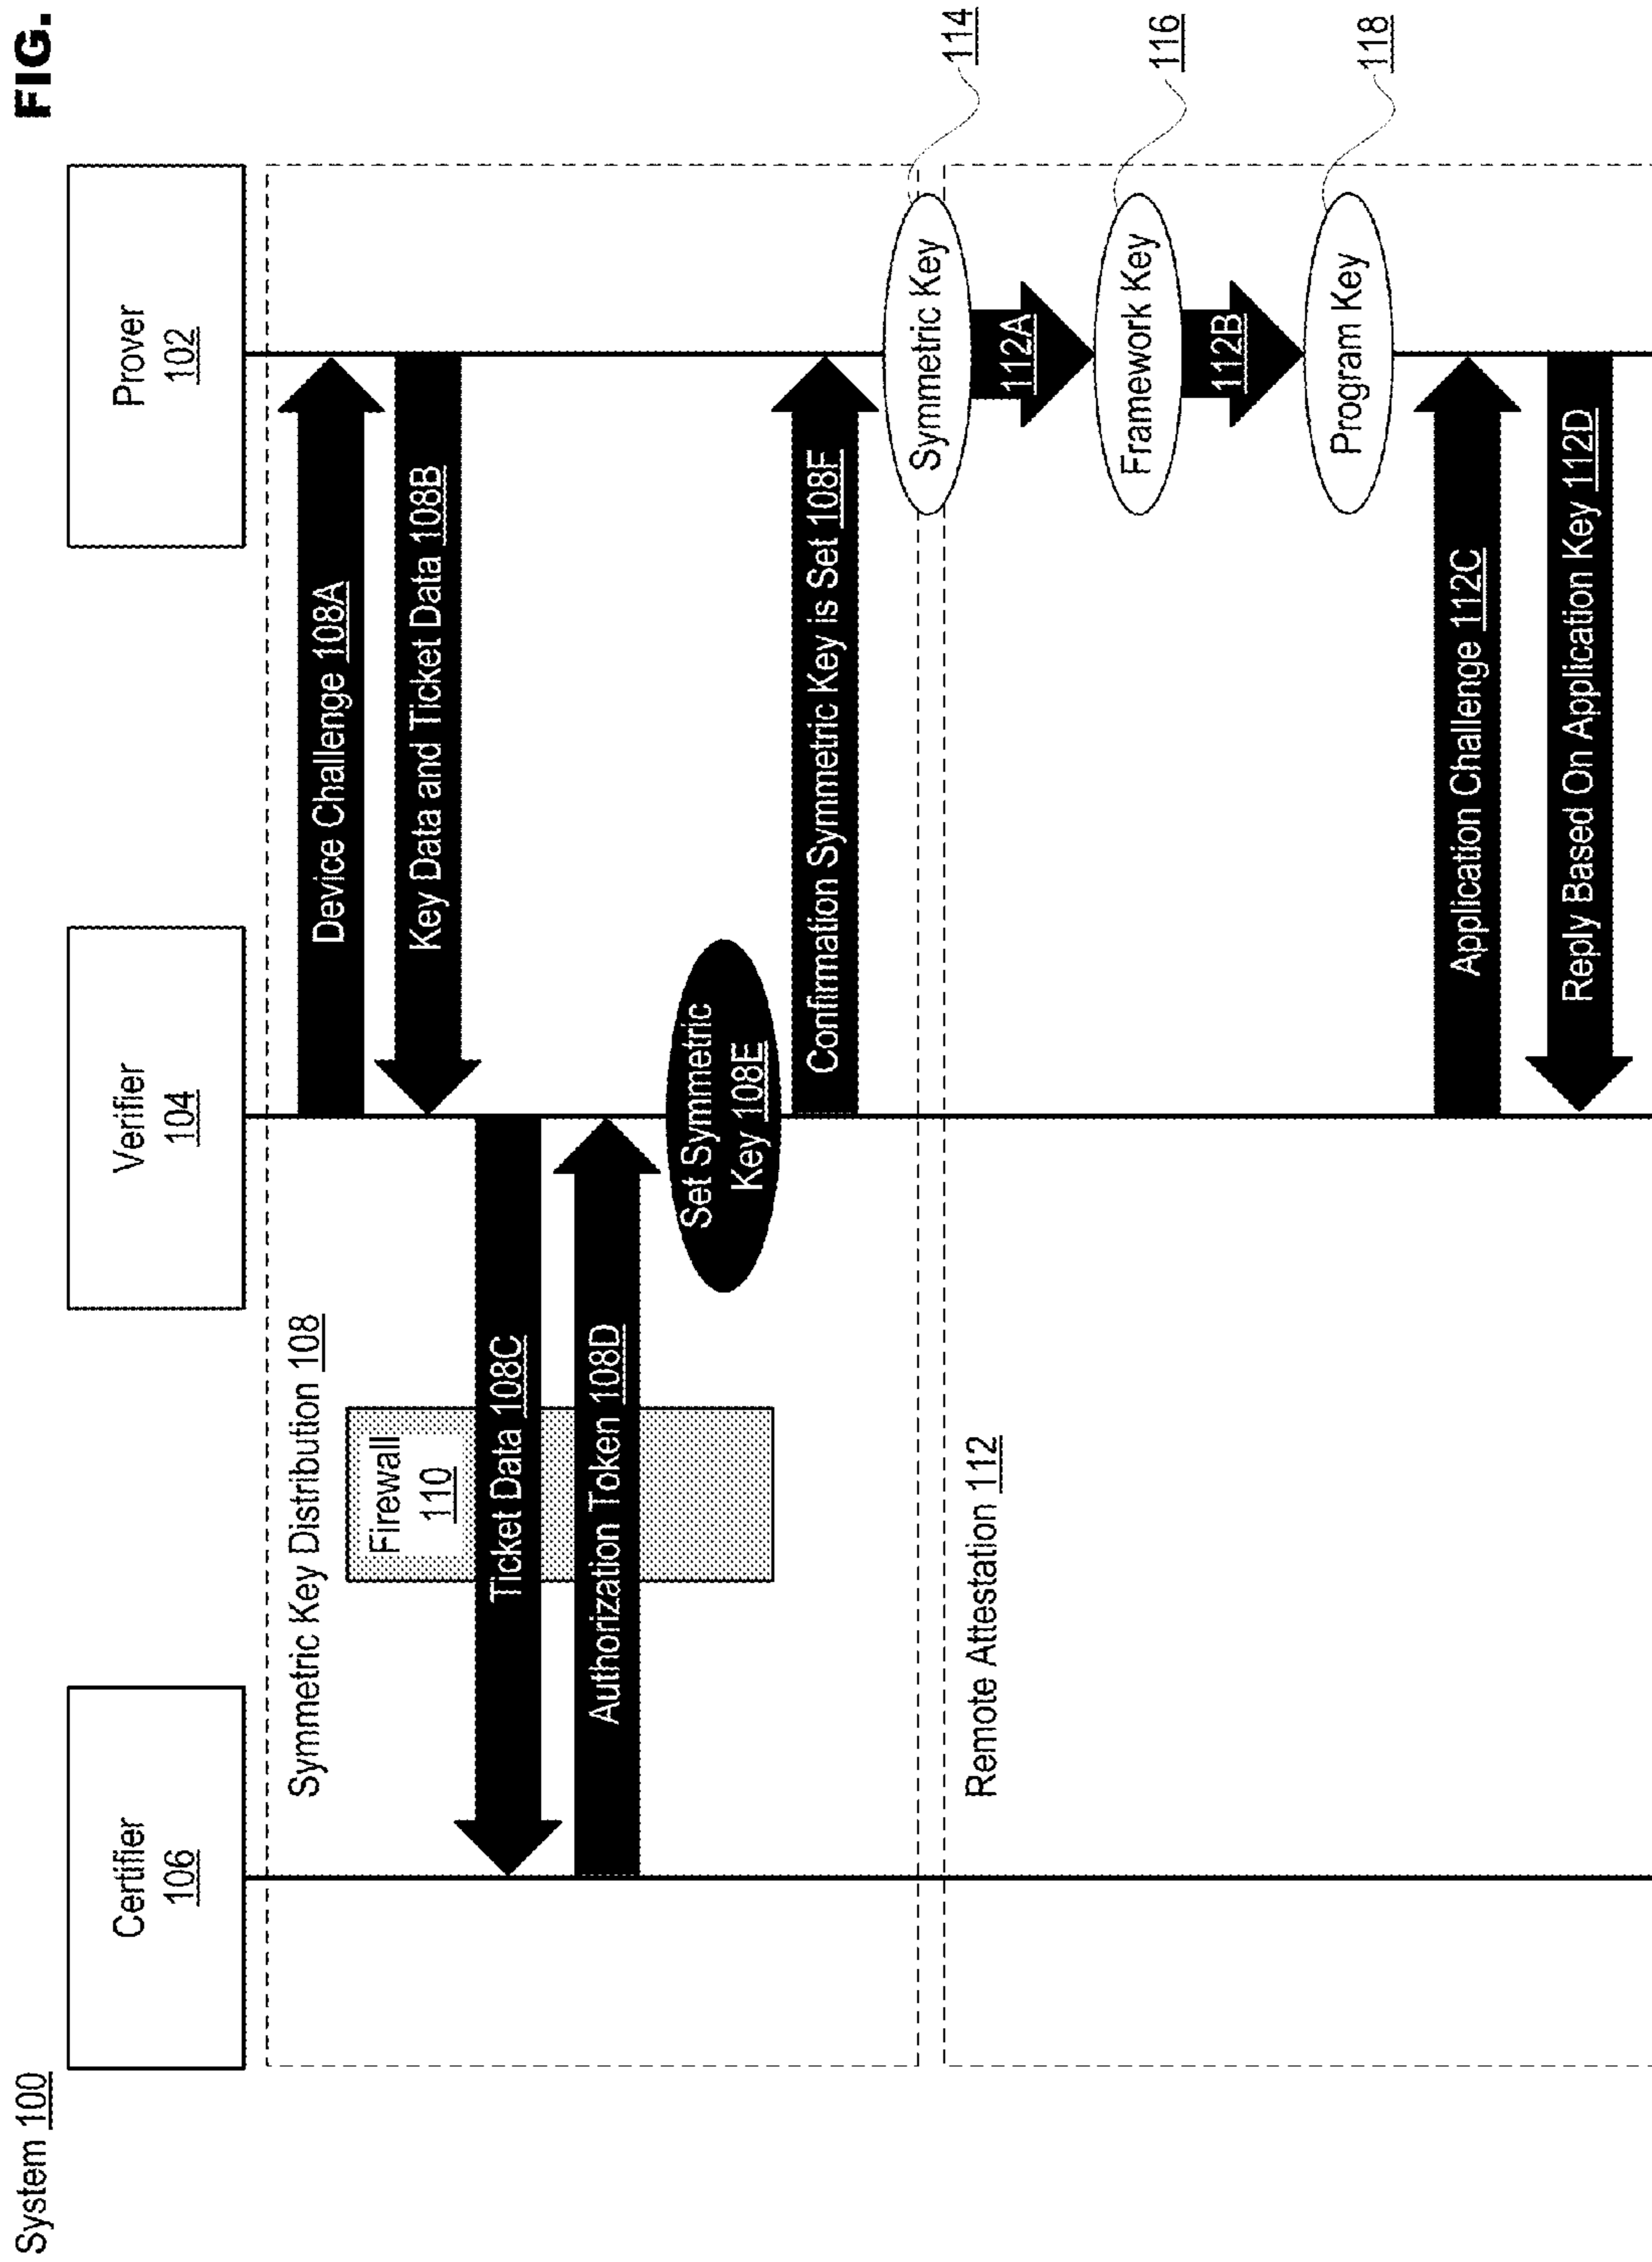 System 100
FIG.
Certifier
106
Verifier
104
Prover
102
Symmetric Key Distribution 108
Device Challenge 108A
Key Data and Ticket Data 108B
Firewall
110
Ticket Data 108C
Authorization Token 108D
Set Symmetric
Key 108E
Confirmation Symmetric Key is Set 108F
Symmetric Key
114
Remote Attestation 112
112A
Framework Key
116
112B
Program Key
118
Application Challenge 112C
Reply Based On Application Key 112D